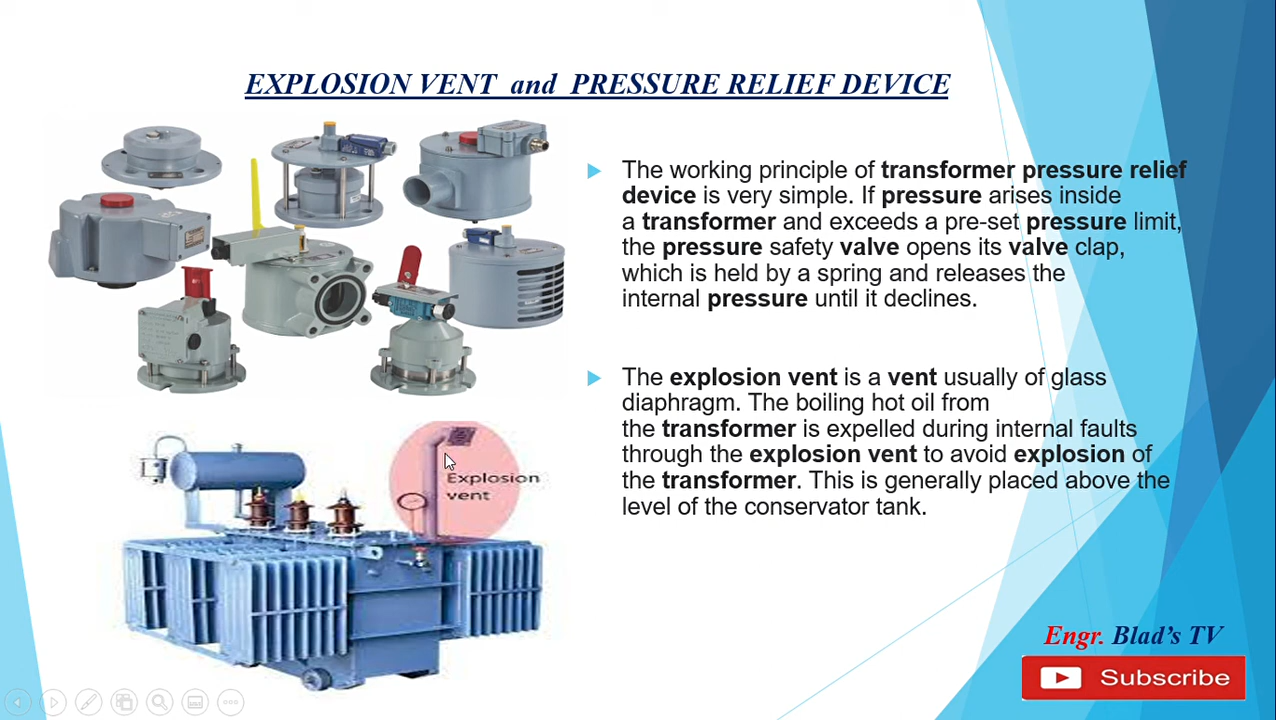 EXPLOSION VENT and PRESSURE RELIEF DEVICE
The working principle of transformer pressure relief
device is very simple. If pressure arises inside
a transformer and exceeds a pre-set pressure limit,
the pressure safety valve opens its valve clap,
which is held by a spring and releases the
internal pressure until it declines.
The explosion vent is a vent usually of glass
diaphragm. The boiling hot oil from
the transformer is expelled during internal faults
through the explosion vent to avoid explosion of
the transformer. This is generally placed above the
level of the conservator tank.
Explosion
vent
Engr. Blad's TV
Subscribe